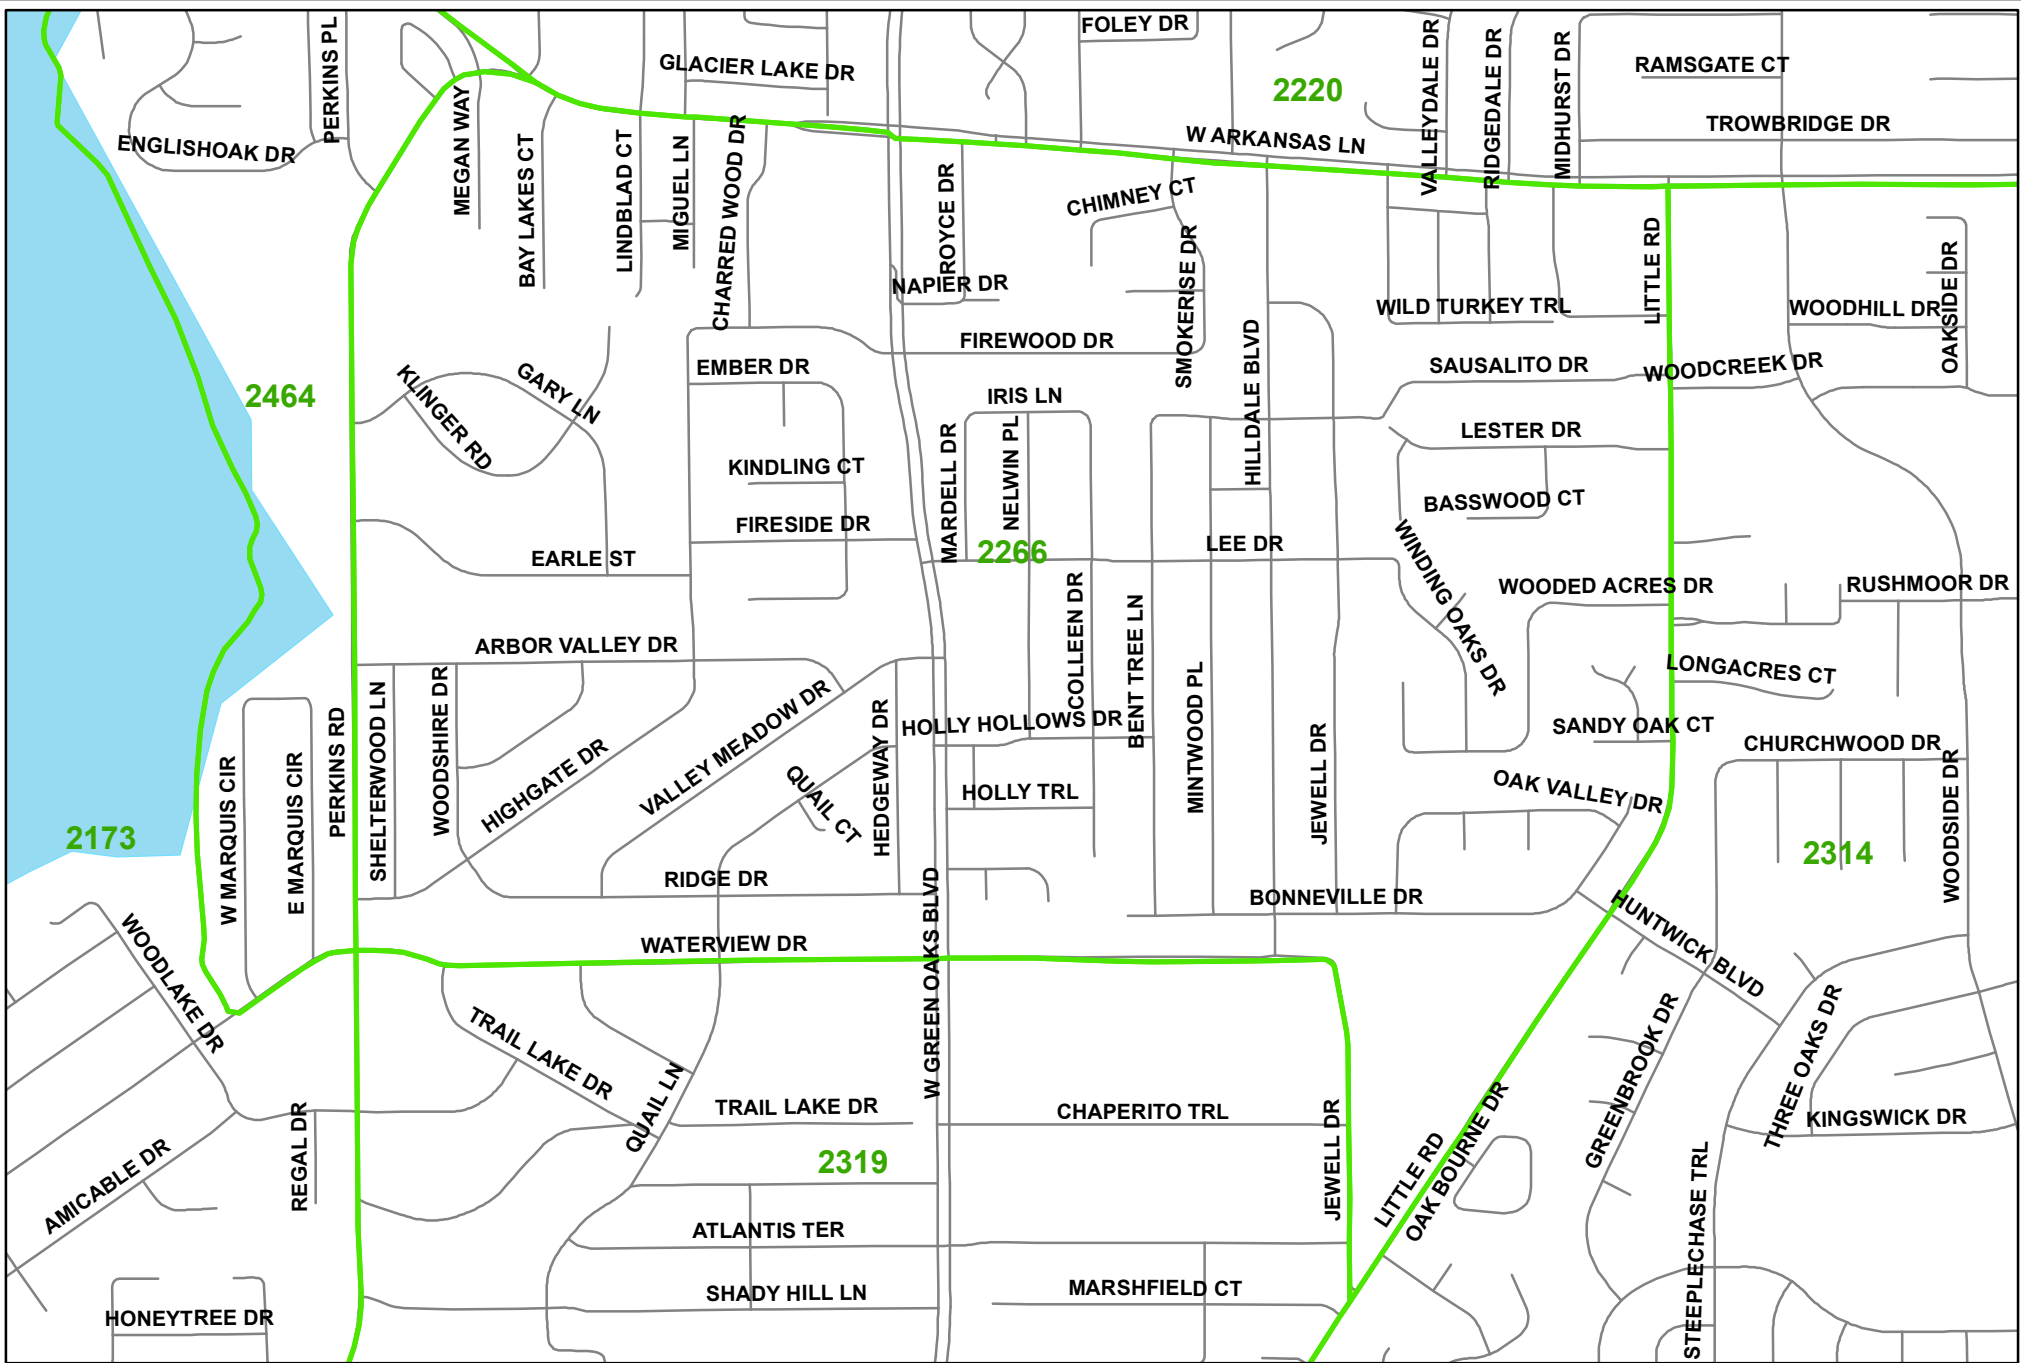 PERKINS PL
FOLEY DR
GLACIER LAKE DR
2220
VALLEYDALE DR
RIDGEDALE DR
MIDHURST DR
RAMSGATE CT
TROWBRIDGE DR
ENGLISHOAK DR
MEGAN WAY
BAY LAKES CT
LINDBLAD CT
MIGUEL LN
CHARRED WOOD DR
W ARKANSAS LN
ROYCE DR
CHIMNEY CT
NAPIER DR
SMOKERISE DR
LITTLE RD
WILD TURKEY TRL
WOODHILL DR
OAKSIDE DR
FIREWOOD DR
HILLDALE BLVD
EMBER DR
SAUSALITO DR
WOODCREEK DR
2464
KLINGER RD
GARY LN
IRIS LN
NELWIN PL
MARDELL DR
LESTER DR
KINDLING CT
BASSWOOD CT
FIRESIDE DR
EARLE ST
2266
LEE DR
WINDING OAKS DR
WOODED ACRES DR
RUSHMOOR DR
COLLEEN DR
BENT TREE LN
ARBOR VALLEY DR
MINTWOOD PL
LONGACRES CT
SHELTERWOOD LN
WOODSHIRE DR
PERKINS RD
HIGHGATE DR
VALLEY MEADOW DR
HEDGEWAY DR
HOLLY HOLLOWS DR
JEWELL DR
SANDY OAK CT
CHURCHWOOD DR
WOODSIDE DR
W MARQUIS CIR
E MARQUIS CIR
QUAIL CT
HOLLY TRL
OAK VALLEY DR
2173
2314
RIDGE DR
BONNEVILLE DR
HUNTWICK BLVD
WOODLAKE DR
WATERVIEW DR
W GREEN OAKS BLVD
TRAIL LAKE DR
QUAIL LN
TRAIL LAKE DR
CHAPERITO TRL
JEWELL DR
LITTLE RD
OAK BOURNE DR
GREENBROOK DR
THREE OAKS DR
KINGSWICK DR
REGAL DR
AMICABLE DR
2319
ATLANTIS TER
STEEPLECHASE TRL
SHADY HILL LN
MARSHFIELD CT
HONEYTREE DR